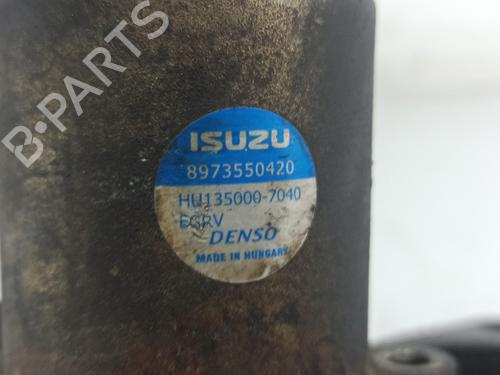 B-PARTS
ISUZU
8973550420
HU135000-7040
EGRV
DENSO
MADE IN HUNGARY